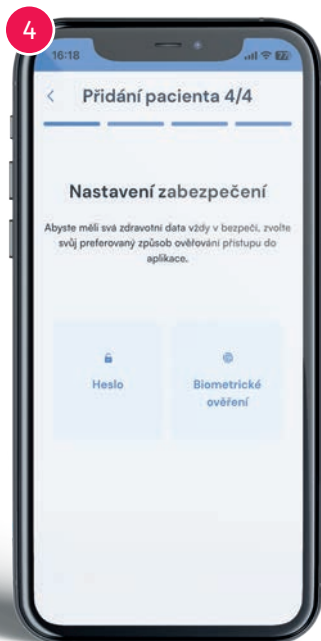 4
16:18
Přidání pacienta 4/4
Nastavení zabezpečení
Abyste měli svá zdravotní data vždy v bezpečí, zvolte
svůj preferovaný způsob ověřování přístupu do
aplikace.
Heslo
Biometrické
ověření